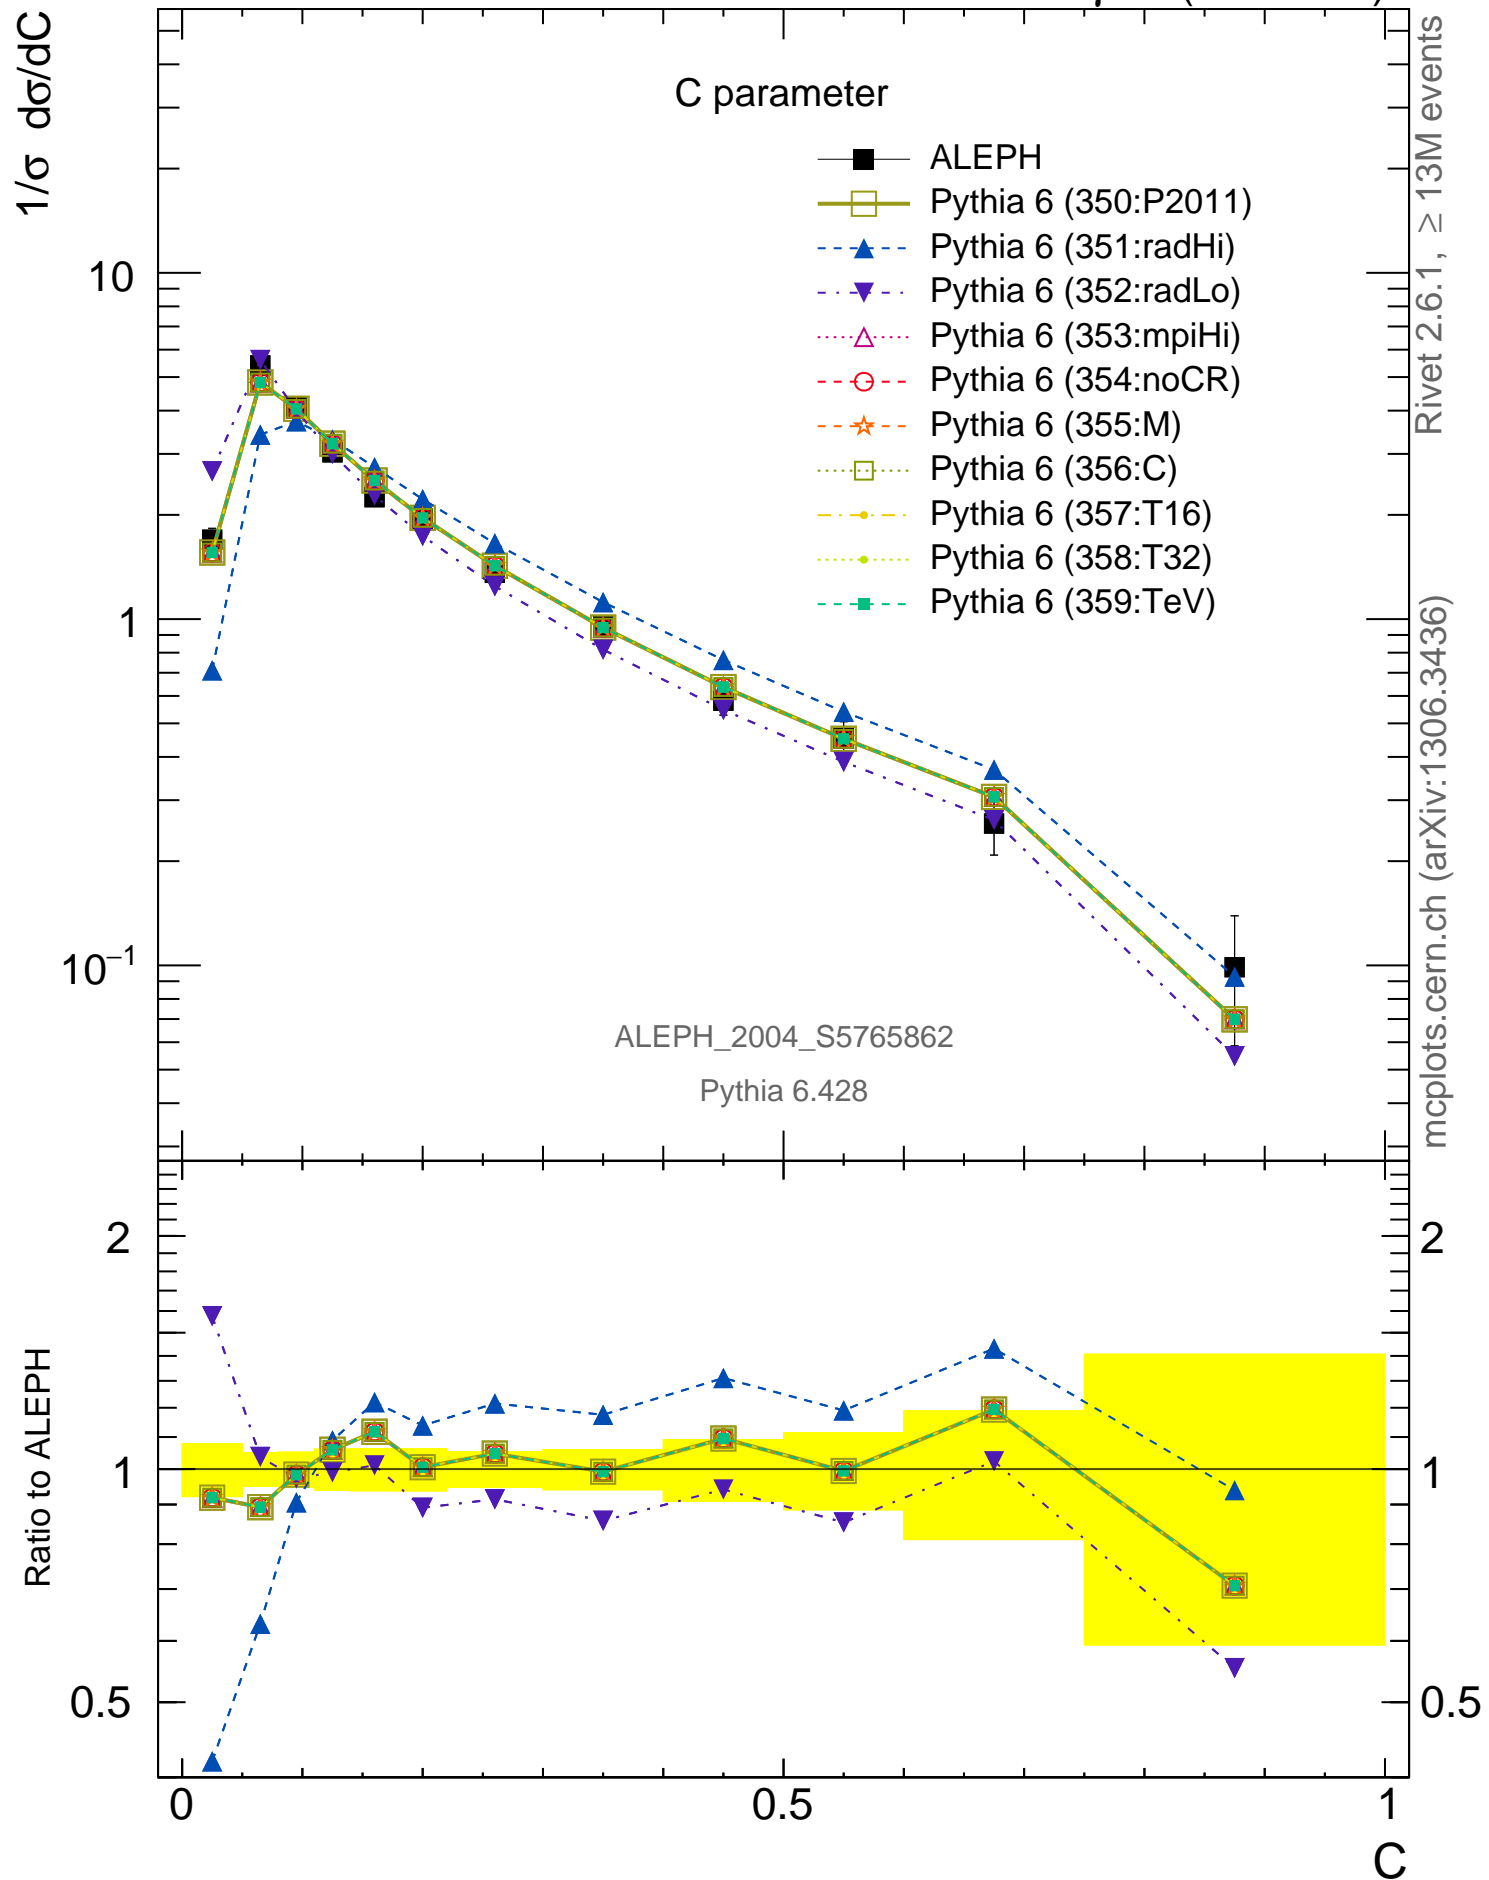 1/σ dσ/dC
C parameter
ALEPH
Pythia 6 (350:P2011)
Pythia 6 (351:radHi)
Pythia 6 (352:radLo)
Pythia 6 (353:mpiHi)
Pythia 6 (354:noCR)
Pythia 6 (355:M)
Pythia 6 (356:C)
Pythia 6 (357:T16)
Pythia 6 (358:T32)
Pythia 6 (359:TeV)
10
1
10⁻¹
ALEPH_2004_S5765862
Pythia 6.428
Rivet 2.6.1, ≥ 13M events
mcplots.cern.ch (arXiv:1306.3436)
Ratio to ALEPH
2
1
0.5
2
1
0.5
0
0.5
1
C